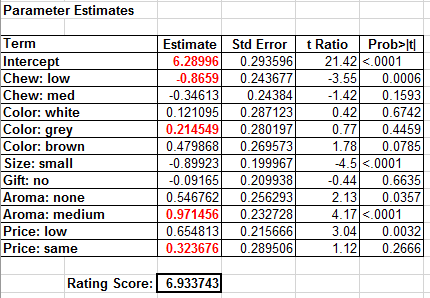 Parameter Estimates
Term Estimate Std Error t Ratio Prob>|t|
Intercept 6.28996 0.293596 21.42 <.0001
Chew: low -0.8659 0.243677 -3.55 0.0006
Chew: med -0.34613 0.24384 -1.42 0.1593
Color: white 0.121095 0.287123 0.42 0.6742
Color: grey 0.214549 0.280197 0.77 0.4459
Color: brown 0.479868 0.269573 1.78 0.0785
Size: small -0.89923 0.199967 -4.5 <.0001
Gift: no -0.09165 0.209938 -0.44 0.6635
Aroma: none 0.546762 0.256293 2.13 0.0357
Aroma: medium 0.971456 0.232728 4.17 <.0001
Price: low 0.654813 0.215666 3.04 0.0032
Price: same 0.323676 0.289506 1.12 0.2666
Rating Score: 6.933743